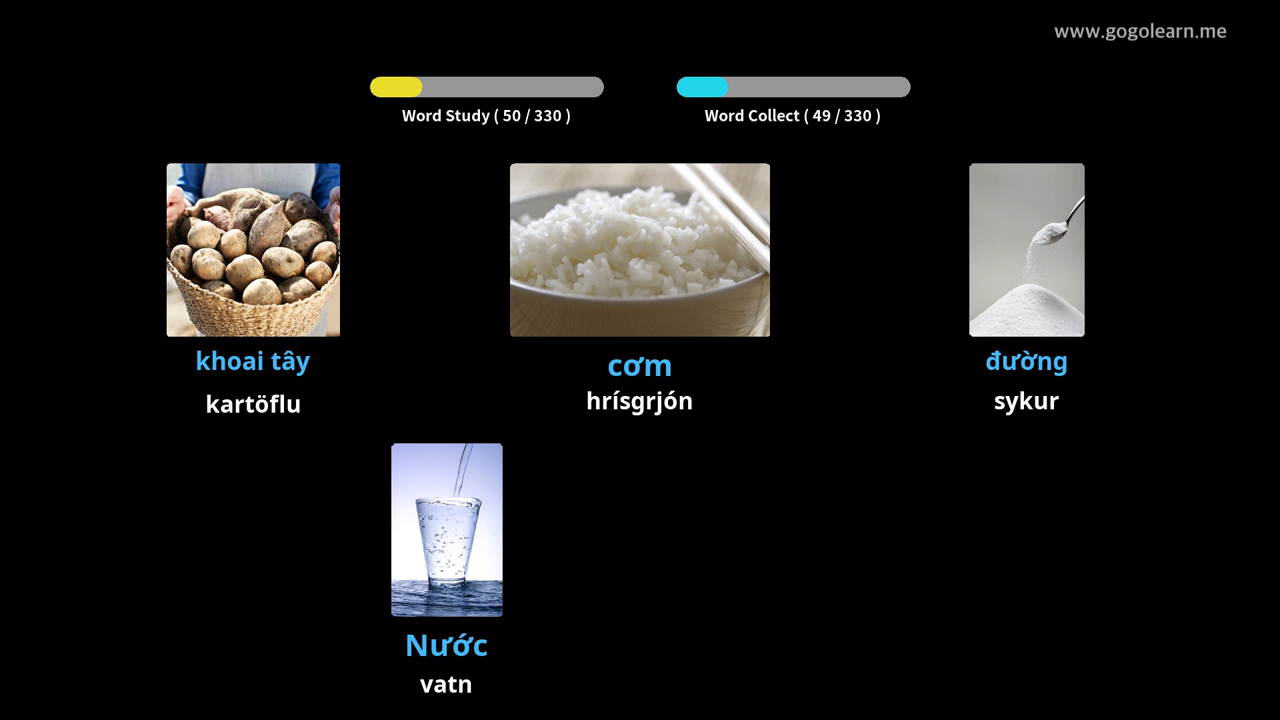 www.gogolearn.me
Word Study ( 50 / 330 )
Word Collect ( 49 / 330 )
khoai tây
cơm
đường
kartöflu
hrísgrjón
sykur
Nước
vatn